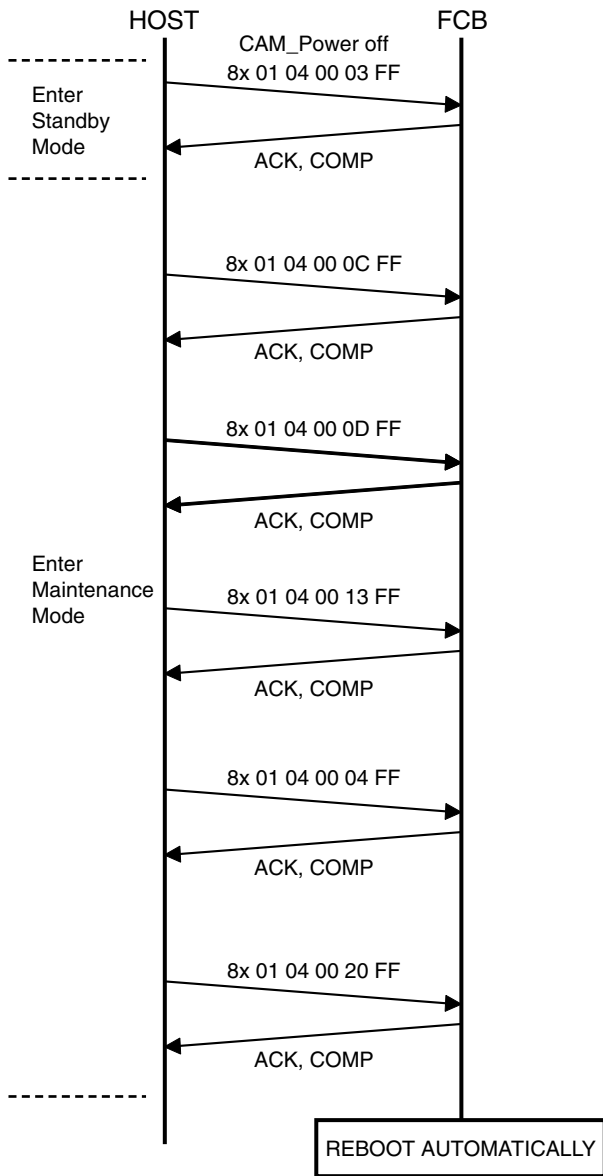 HOST
FCB
CAM_Power off
8x 01 04 00 03 FF
Enter
Standby
Mode
ACK, COMP
8x 01 04 00 0C FF
ACK, COMP
8x 01 04 00 0D FF
ACK, COMP
Enter
Maintenance
Mode
8x 01 04 00 13 FF
ACK, COMP
8x 01 04 00 04 FF
ACK, COMP
8x 01 04 00 20 FF
ACK, COMP
REBOOT AUTOMATICALLY